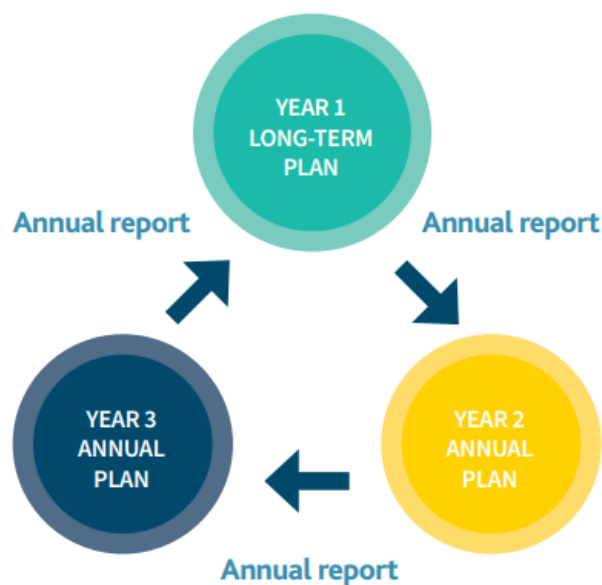 YEAR 1
LONG-TERM
PLAN
Annual report
Annual report
YEAR 3
ANNUAL
PLAN
YEAR 2
ANNUAL
PLAN
Annual report